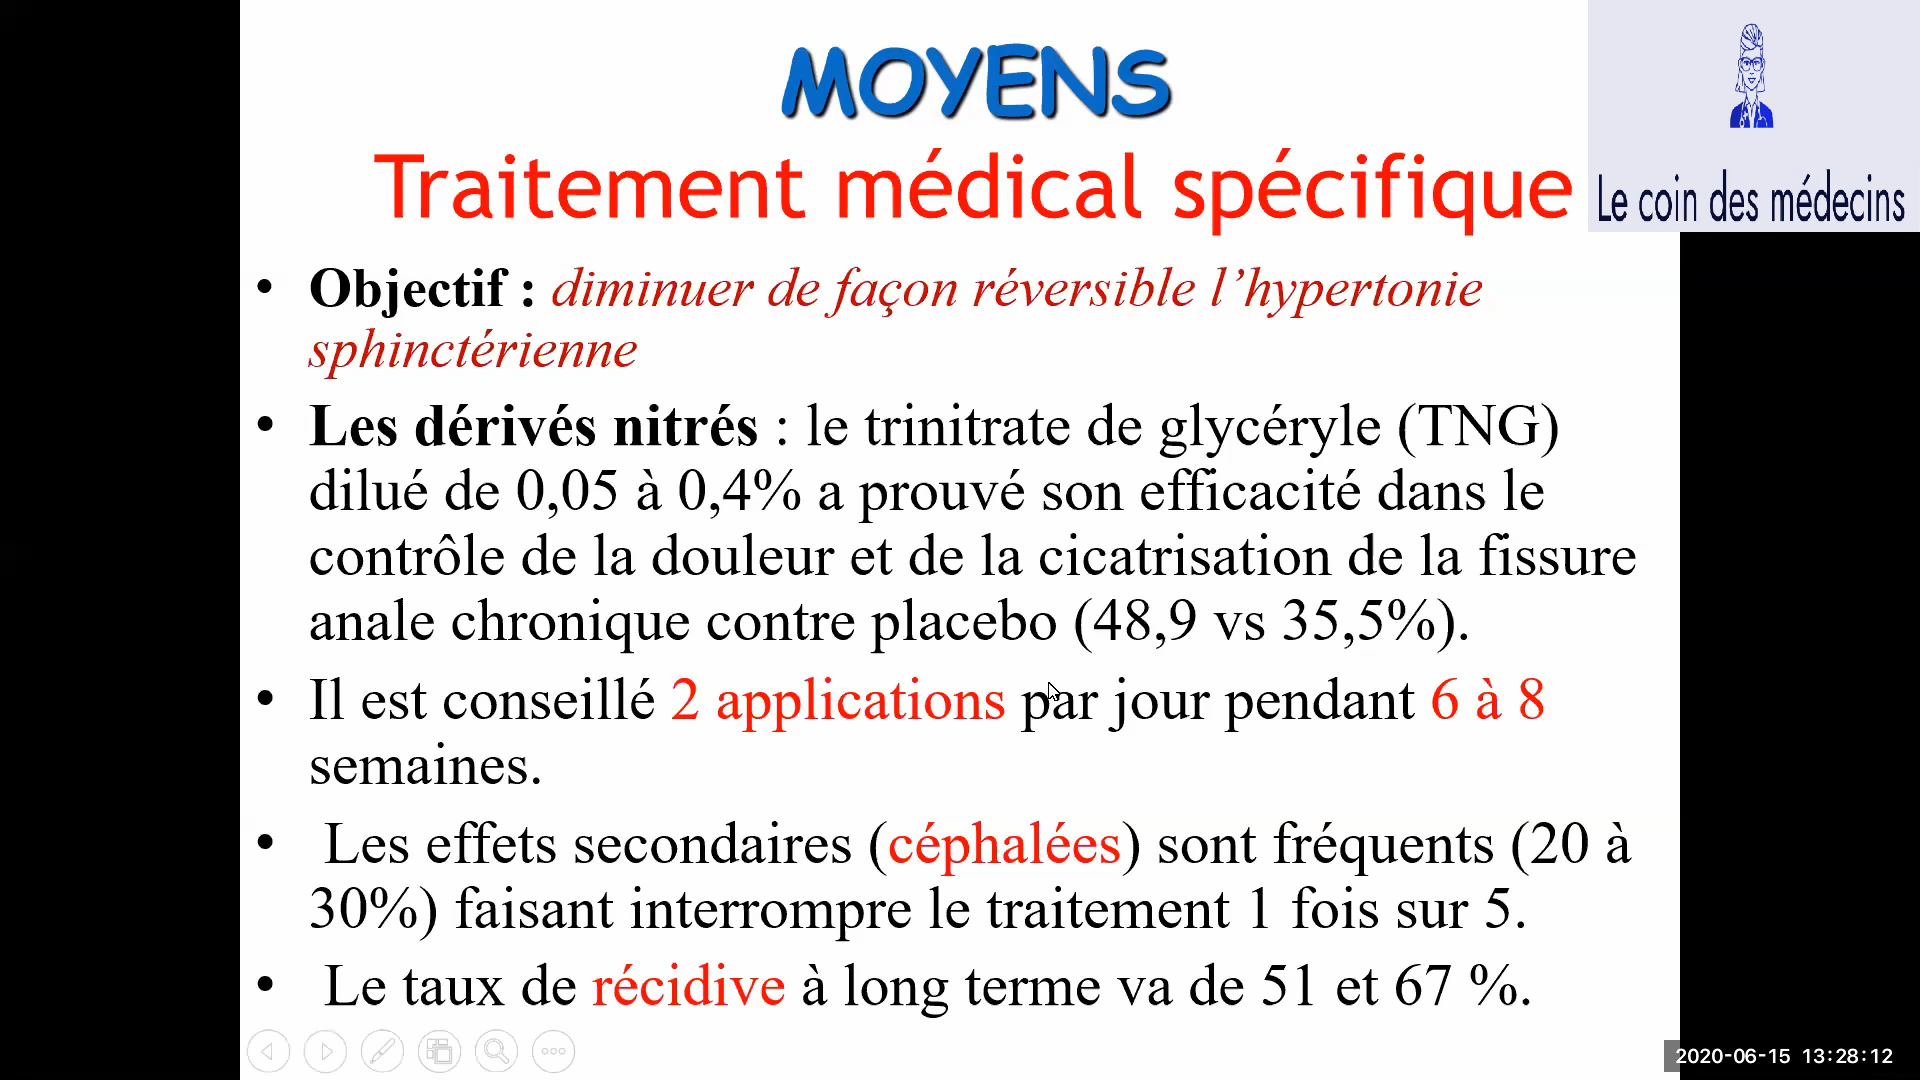 MOYENS
Traitement médical spécifique
Le coin des médecins
• Objectif : diminuer de façon réversible l’hypertonie
sphinctérienne
• Les dérivés nitrés : le trinitrate de glycéryle (TNG)
dilué de 0,05 à 0,4% a prouvé son efficacité dans le
contrôle de la douleur et de la cicatrisation de la fissure
anale chronique contre placebo (48,9 vs 35,5%).
• Il est conseillé 2 applications par jour pendant 6 à 8
semaines.
• Les effets secondaires (céphalées) sont fréquents (20 à
30%) faisant interrompre le traitement 1 fois sur 5.
• Le taux de récidive à long terme va de 51 et 67 %.
2020-06-15 13:28:12